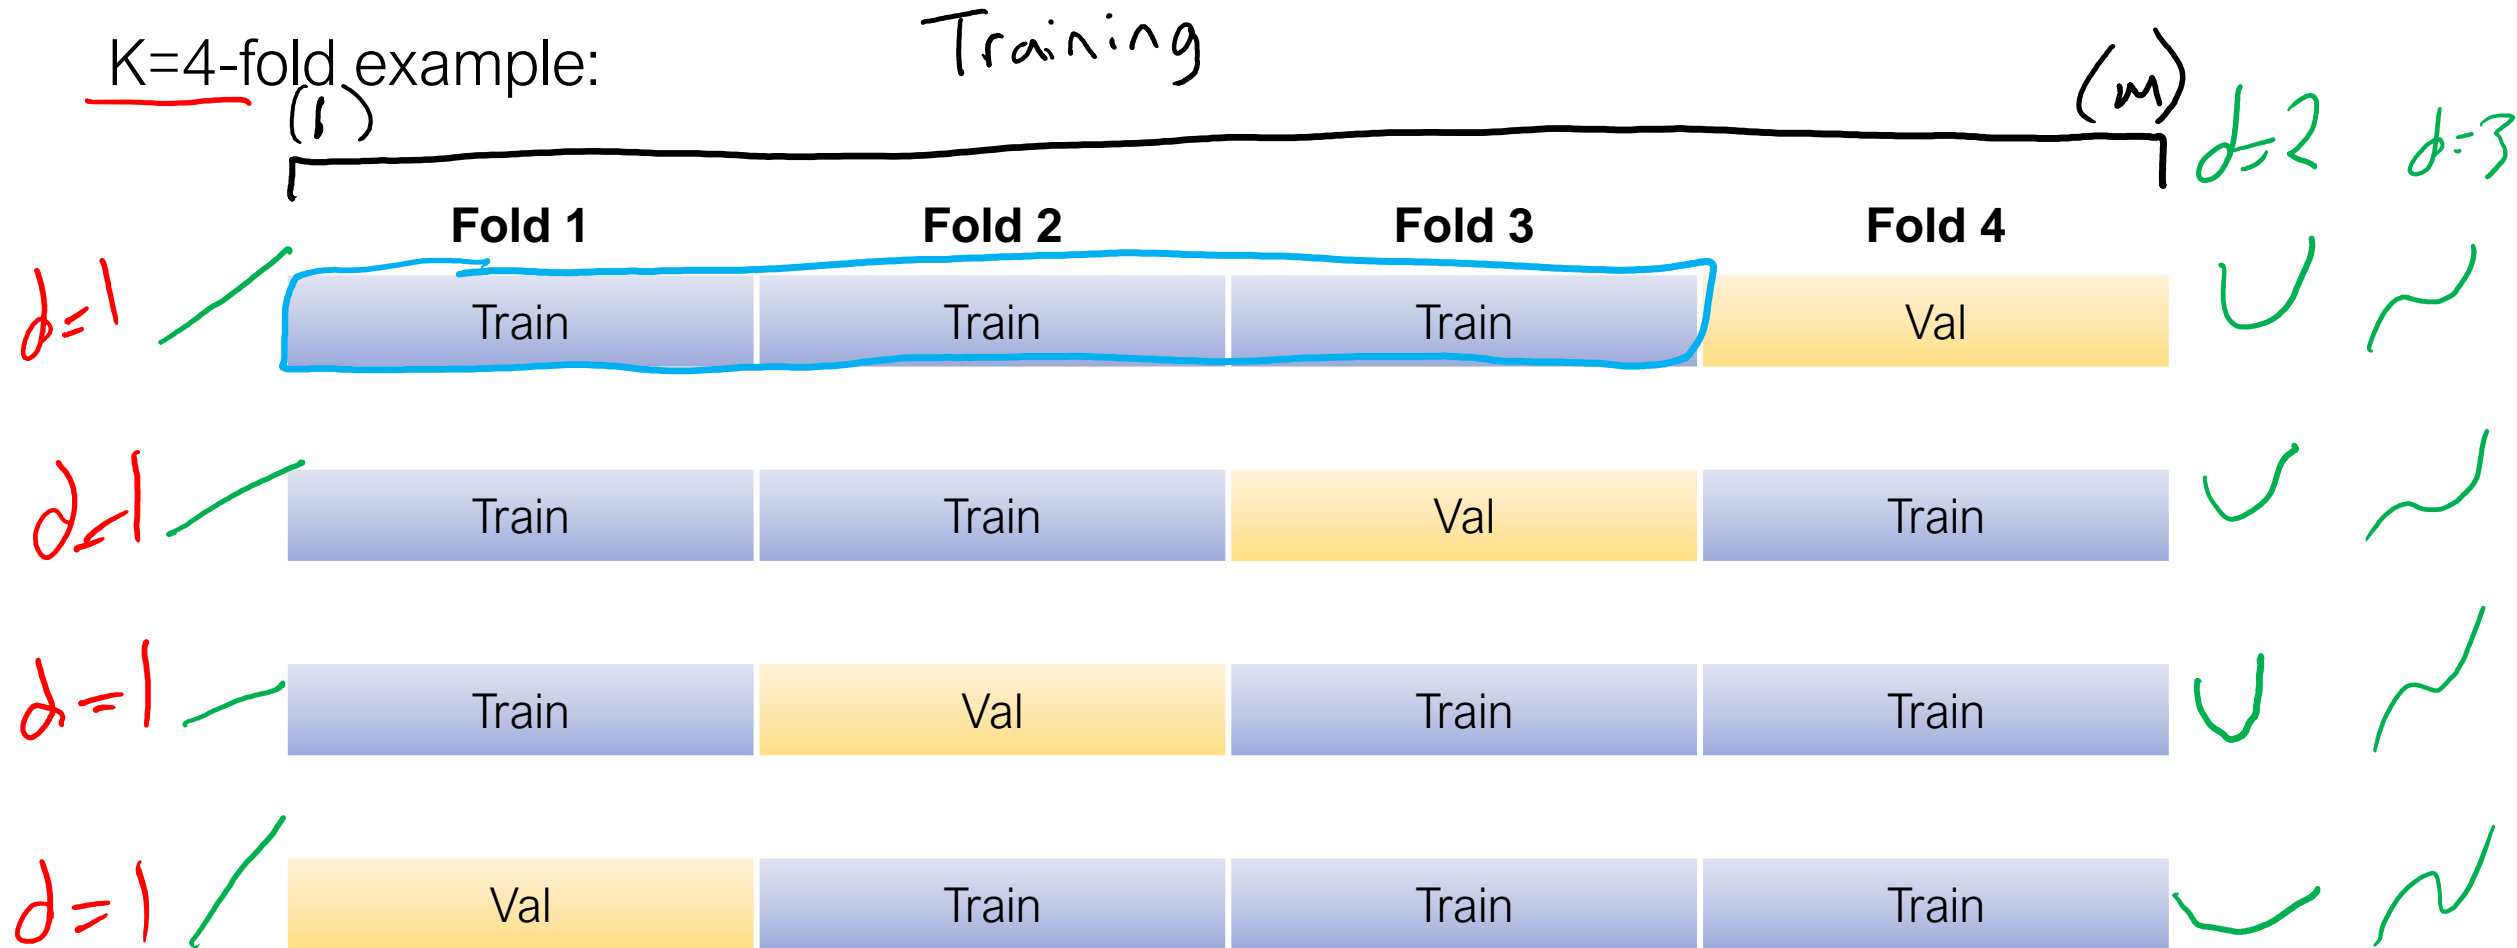 Training
K=4-fold example:
(1) (m)
d=2 d=3
Fold 1 Fold 2 Fold 3 Fold 4
d=1 Train Train Train Val
d=1 Train Train Val Train
d=1 Train Val Train Train
d=1 Val Train Train Train